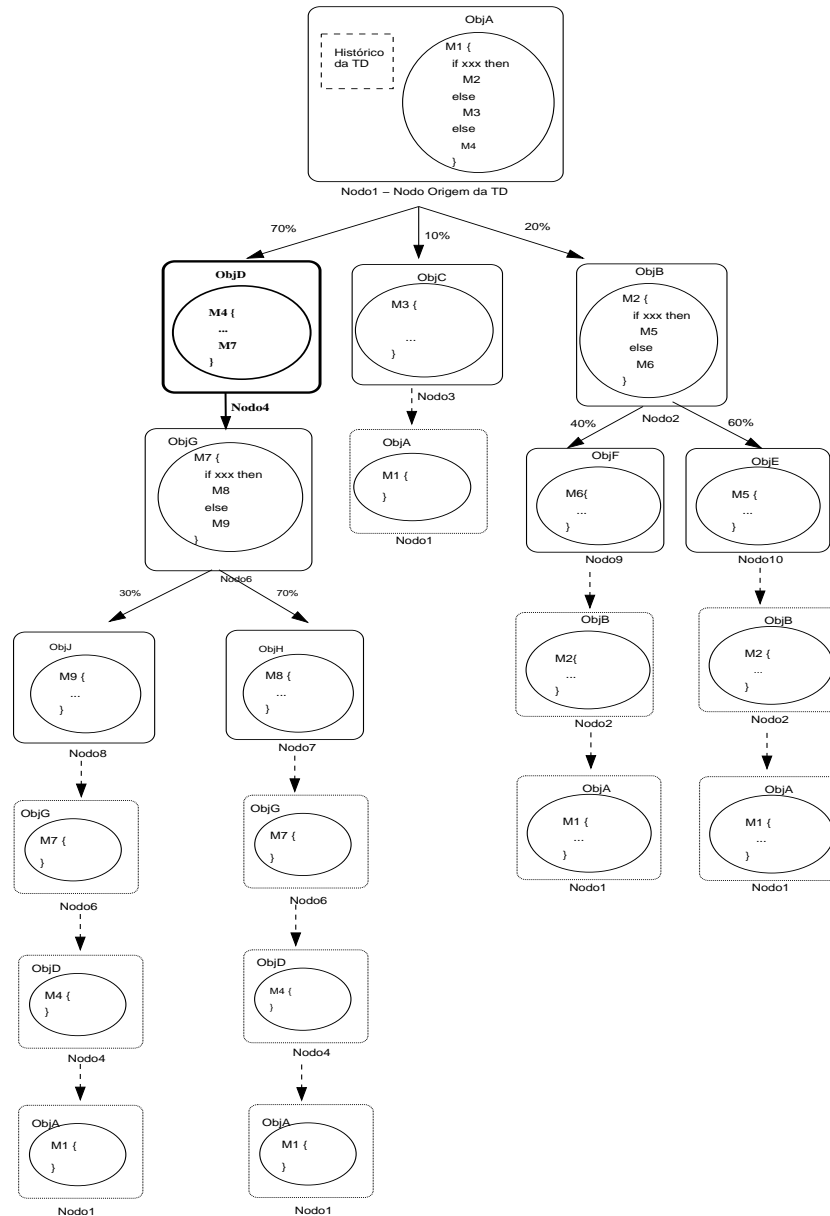 ObjA
Histórico
da TD
M1 {
if xxx then
M2
else
M3
else
M4
}
Nodo1 – Nodo Origem da TD
70%
10%
20%
ObjD
M4 {
...
M7
}
Nodo4
ObjC
M3 {
...
}
Nodo3
ObjB
M2 {
if xxx then
M5
else
M6
}
Nodo2
ObjG
M7 {
if xxx then
M8
else
M9
}
Nodo6
ObjA
M1 {
}
Nodo1
40%
60%
ObjF
M6{
...
}
Nodo9
ObjE
M5 {
...
}
Nodo10
30%
70%
ObjJ
M9 {
...
}
Nodo8
ObjH
M8 {
...
}
Nodo7
ObjB
M2{
...
}
Nodo2
ObjB
M2 {
...
}
Nodo2
ObjG
M7 {
}
Nodo6
ObjG
M7 {
}
Nodo6
ObjA
M1 {
...
}
Nodo1
ObjA
M1 {
...
}
Nodo1
ObjD
M4 {
}
Nodo4
ObjD
M4 {
}
Nodo4
ObjA
M1 {
}
Nodo1
ObjA
M1 {
}
Nodo1